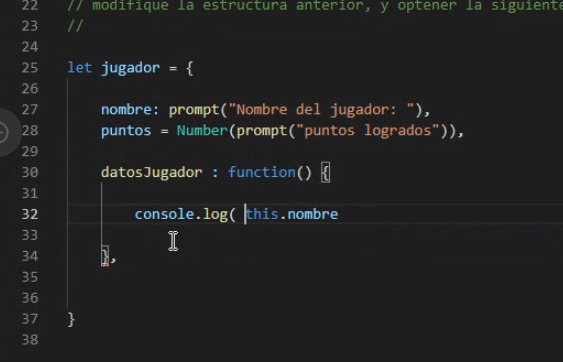 22 // modifique la estructura anterior, y optener la siguiente
23 //
24
25 let jugador = {
26
27 nombre: prompt("Nombre del jugador: "),
28 puntos = Number(prompt("puntos logrados")),
29
30 datosJugador : function() {
31
32 console.log( this.nombre
33
34 },
35
36
37 }
38